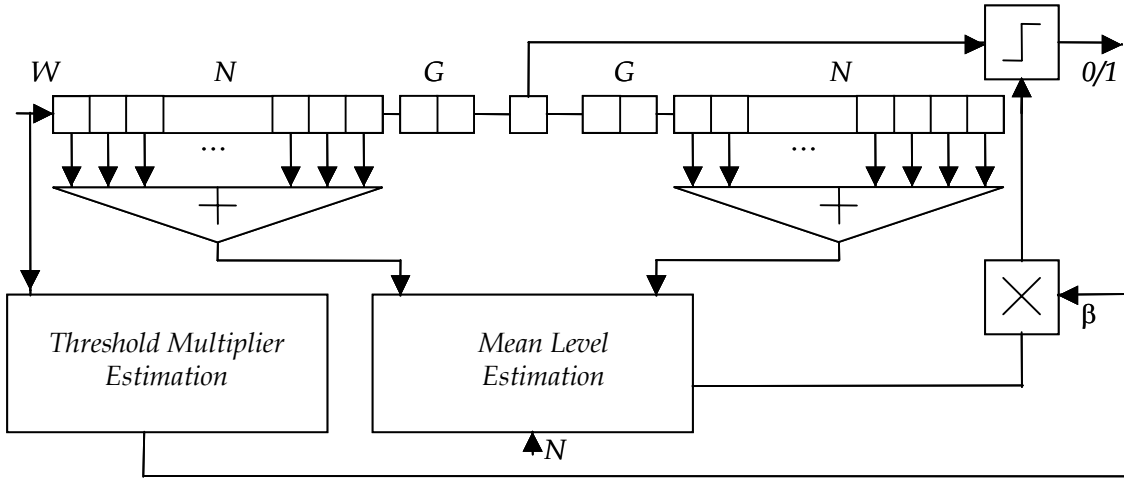 W
N
G
G
N
0/1
...
...
β
Threshold Multiplier
Estimation
Mean Level
Estimation
N